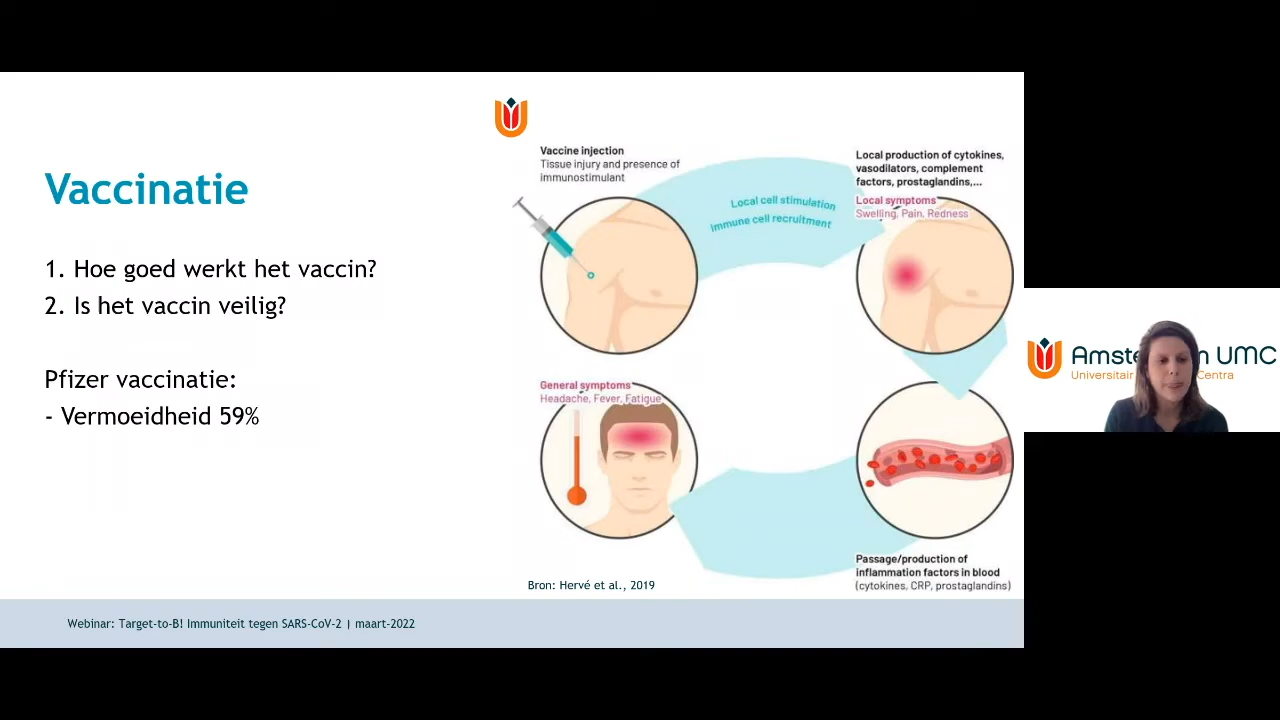 Vaccinatie
1. Hoe goed werkt het vaccin?
2. Is het vaccin veilig?
Pfizer vaccinatie:
- Vermoeidheid 59%
Vaccine injection
Tissue injury and presence of
immunostimulant
Local cell stimulation
immune cell recruitment
Local production of cytokines,
vasodilators, complement
factors, prostaglandins,...
Local symptoms
Swelling, Pain, Redness
General symptoms
Headache, Fever, Fatigue
Passage/production of
inflammation factors in blood
(cytokines, CRP, prostaglandins)
Bron: Hervé et al., 2019
Webinar: Target-to-B! Immuniteit tegen SARS-CoV-2 | maart-2022
UMC
Universitair
Centra